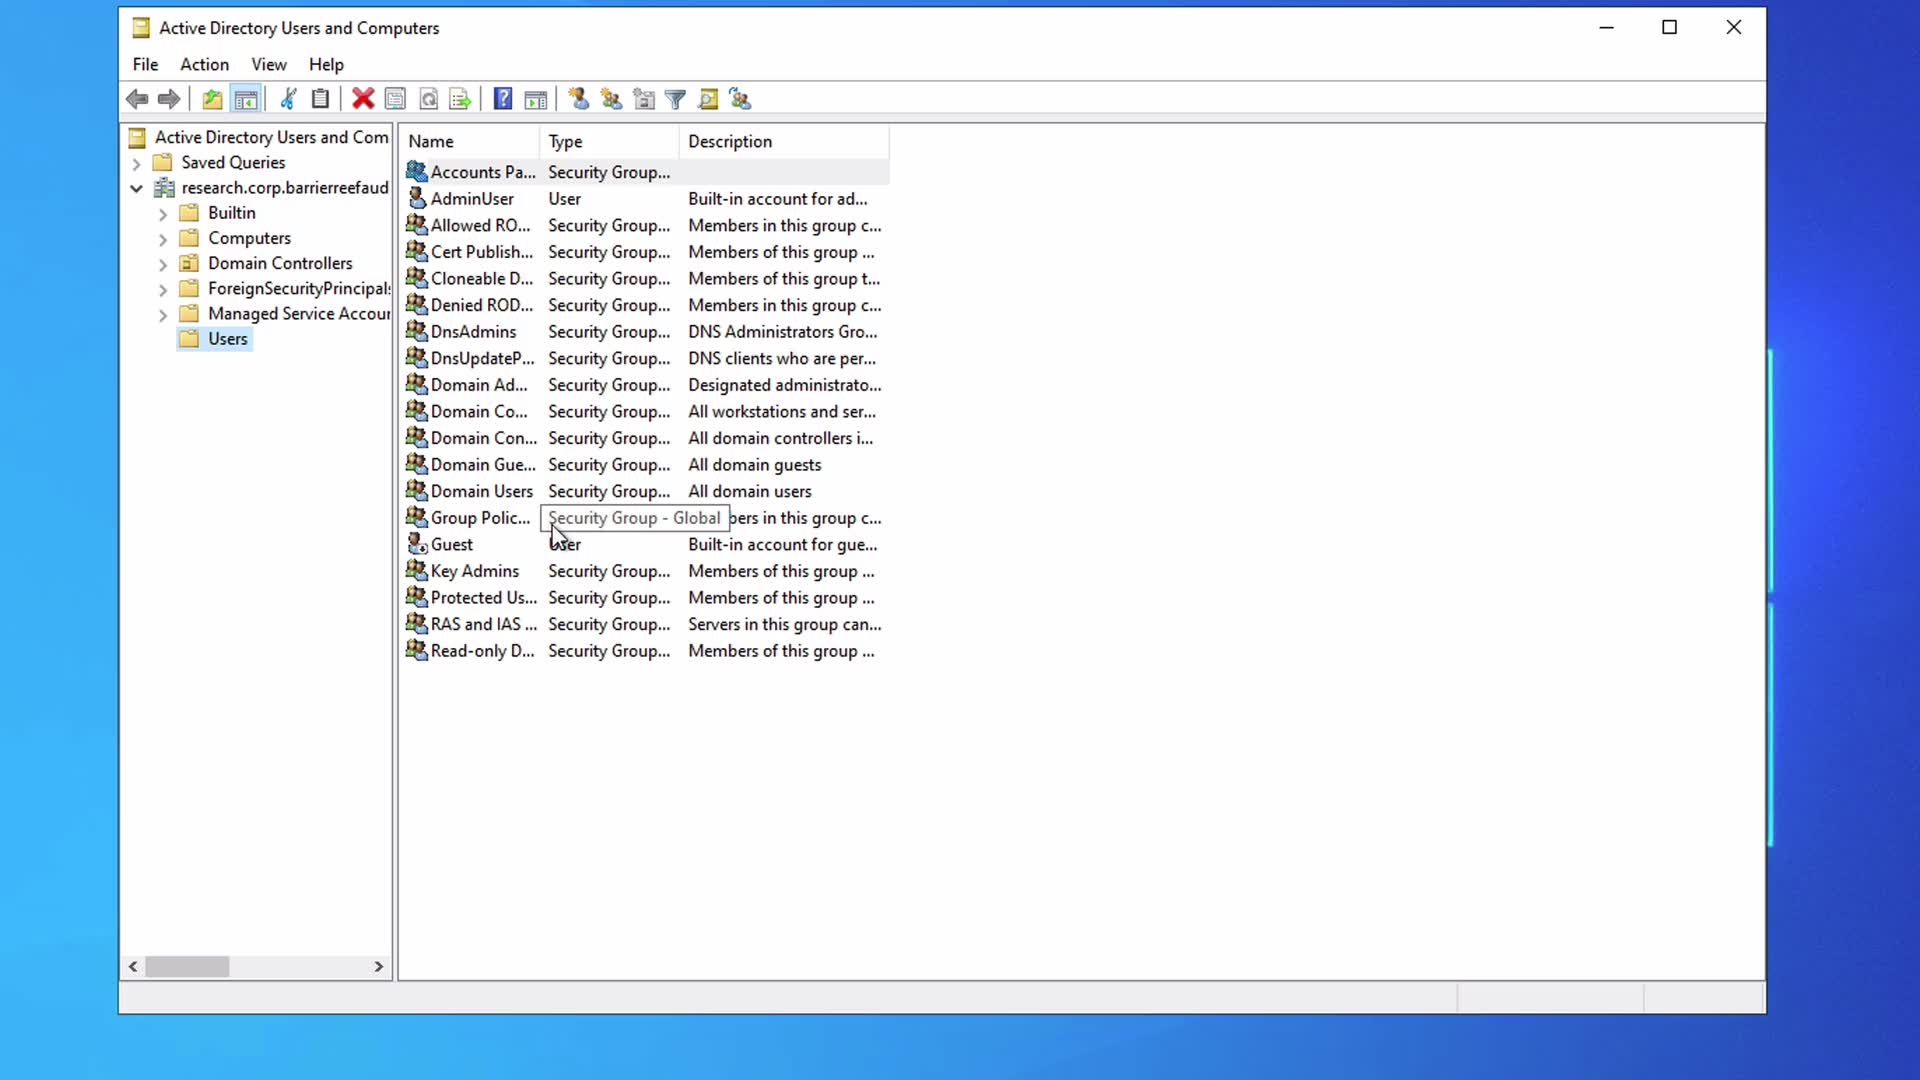 Active Directory Users and Computers
File Action View Help
Active Directory Users and Com
Saved Queries
research.corp.barrierreefaud
Builtin
Computers
Domain Controllers
ForeignSecurityPrincipals
Managed Service Accour
Users
Name Type Description
Accounts Pa... Security Group...
AdminUser User Built-in account for ad...
Allowed RO... Security Group... Members in this group c...
Cert Publish... Security Group... Members of this group ...
Cloneable D... Security Group... Members of this group t...
Denied ROD... Security Group... Members in this group c...
DnsAdmins Security Group... DNS Administrators Gro...
DnsUpdateP... Security Group... DNS clients who are per...
Domain Ad... Security Group... Designated administrato...
Domain Co... Security Group... All workstations and ser...
Domain Con... Security Group... All domain controllers i...
Domain Gue... Security Group... All domain guests
Domain Users Security Group... All domain users
Group Polic... Security Group - Global bers in this group c...
Guest User Built-in account for gue...
Key Admins Security Group... Members of this group ...
Protected Us... Security Group... Members of this group ...
RAS and IAS ... Security Group... Servers in this group can...
Read-only D... Security Group... Members of this group ...